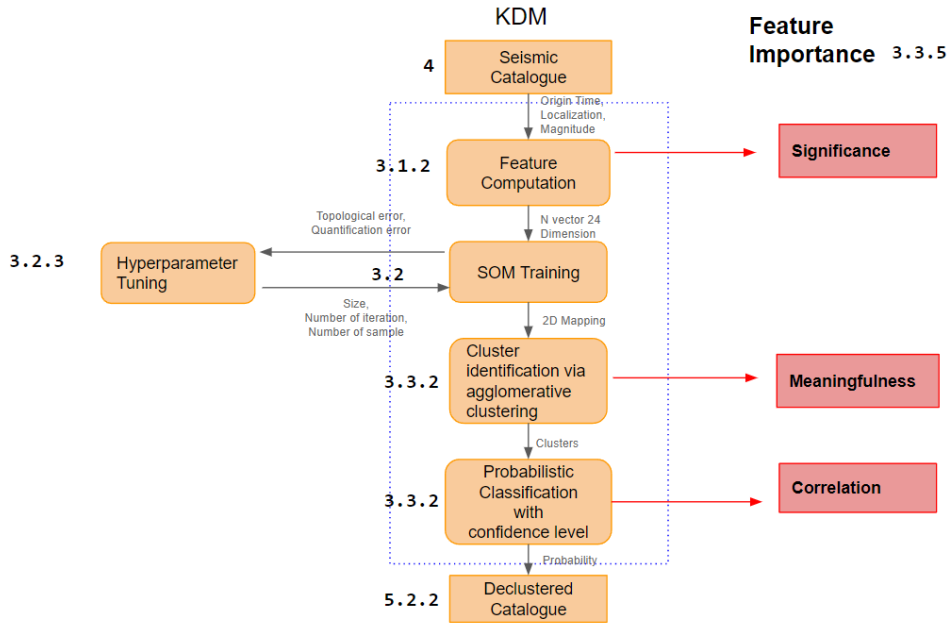 KDM
Feature
Importance 3.3.5
4
Seismic
Catalogue
Origin Time,
Localization,
Magnitude
3.1.2
Feature
Computation
Significance
N vector 24
Dimension
Topological error,
Quantification error
3.2.3
Hyperparameter
Tuning
3.2
SOM Training
Size,
Number of iteration,
Number of sample
2D Mapping
3.3.2
Cluster
identification via
agglomerative
clustering
Meaningfulness
Clusters
3.3.2
Probabilistic
Classification
with
confidence level
Correlation
Probability
5.2.2
Declustered
Catalogue